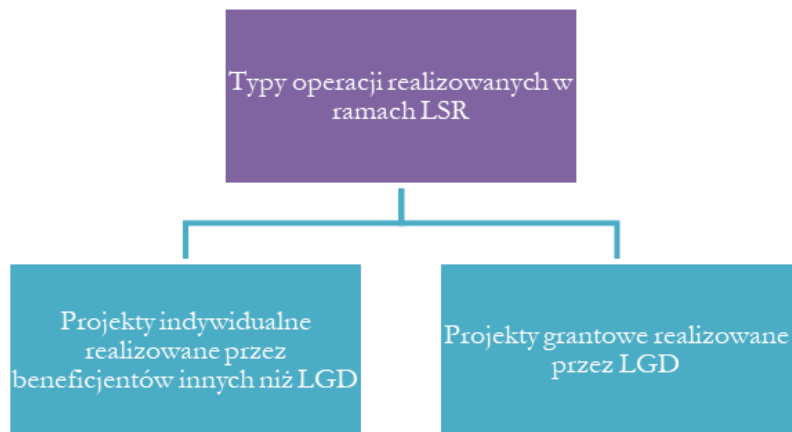 Typy operacji realizowanych w
ramach LSR
Projekty indywidualne
realizowane przez
beneficjentów innych niż LGD
Projekty grantowe realizowane
przez LGD